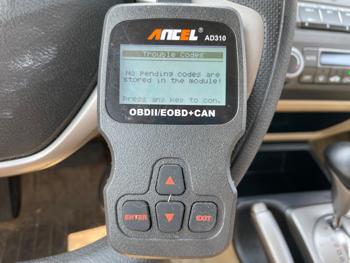 ANCEL®
AD310
Trouble Codes
No pending codes are
stored in the module!
Press any key to con.
OBDII/EOBD+CAN
ENTER
EXIT